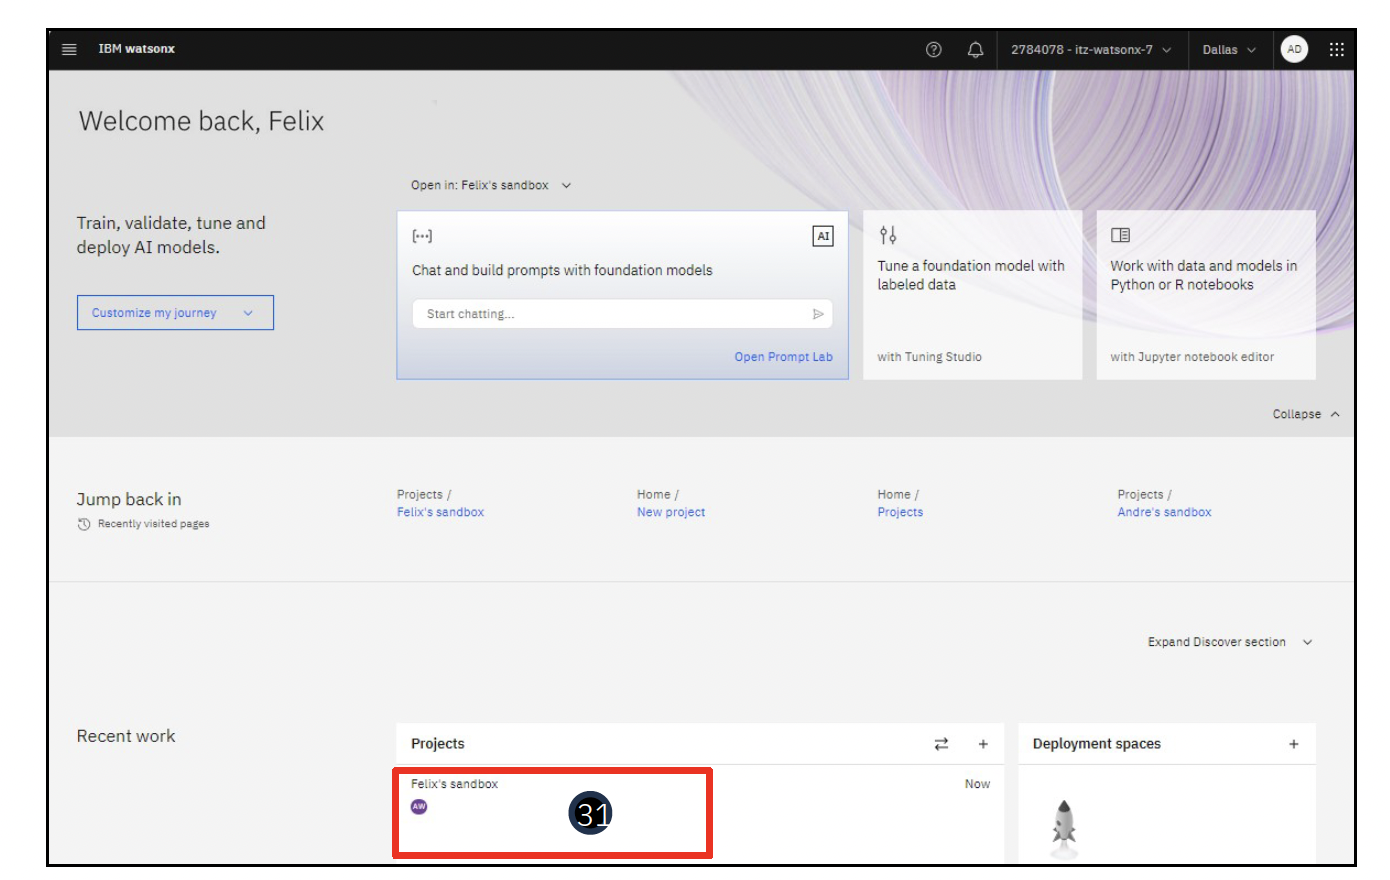 IBM watsonx
2784078 - itz-watsonx-7
Dallas
AD
Welcome back, Felix
Open in: Felix's sandbox
Train, validate, tune and
deploy AI models.
Customize my journey
[...]
AI
Chat and build prompts with foundation models
Start chatting...
Open Prompt Lab
Tune a foundation model with
labeled data
with Tuning Studio
Work with data and models in
Python or R notebooks
with Jupyter notebook editor
Collapse
Jump back in
Recently visited pages
Projects /
Felix's sandbox
Home /
New project
Home /
Projects
Projects /
Andre's sandbox
Expand Discover section
Recent work
Projects
Felix's sandbox
Now
AW
31
Deployment spaces